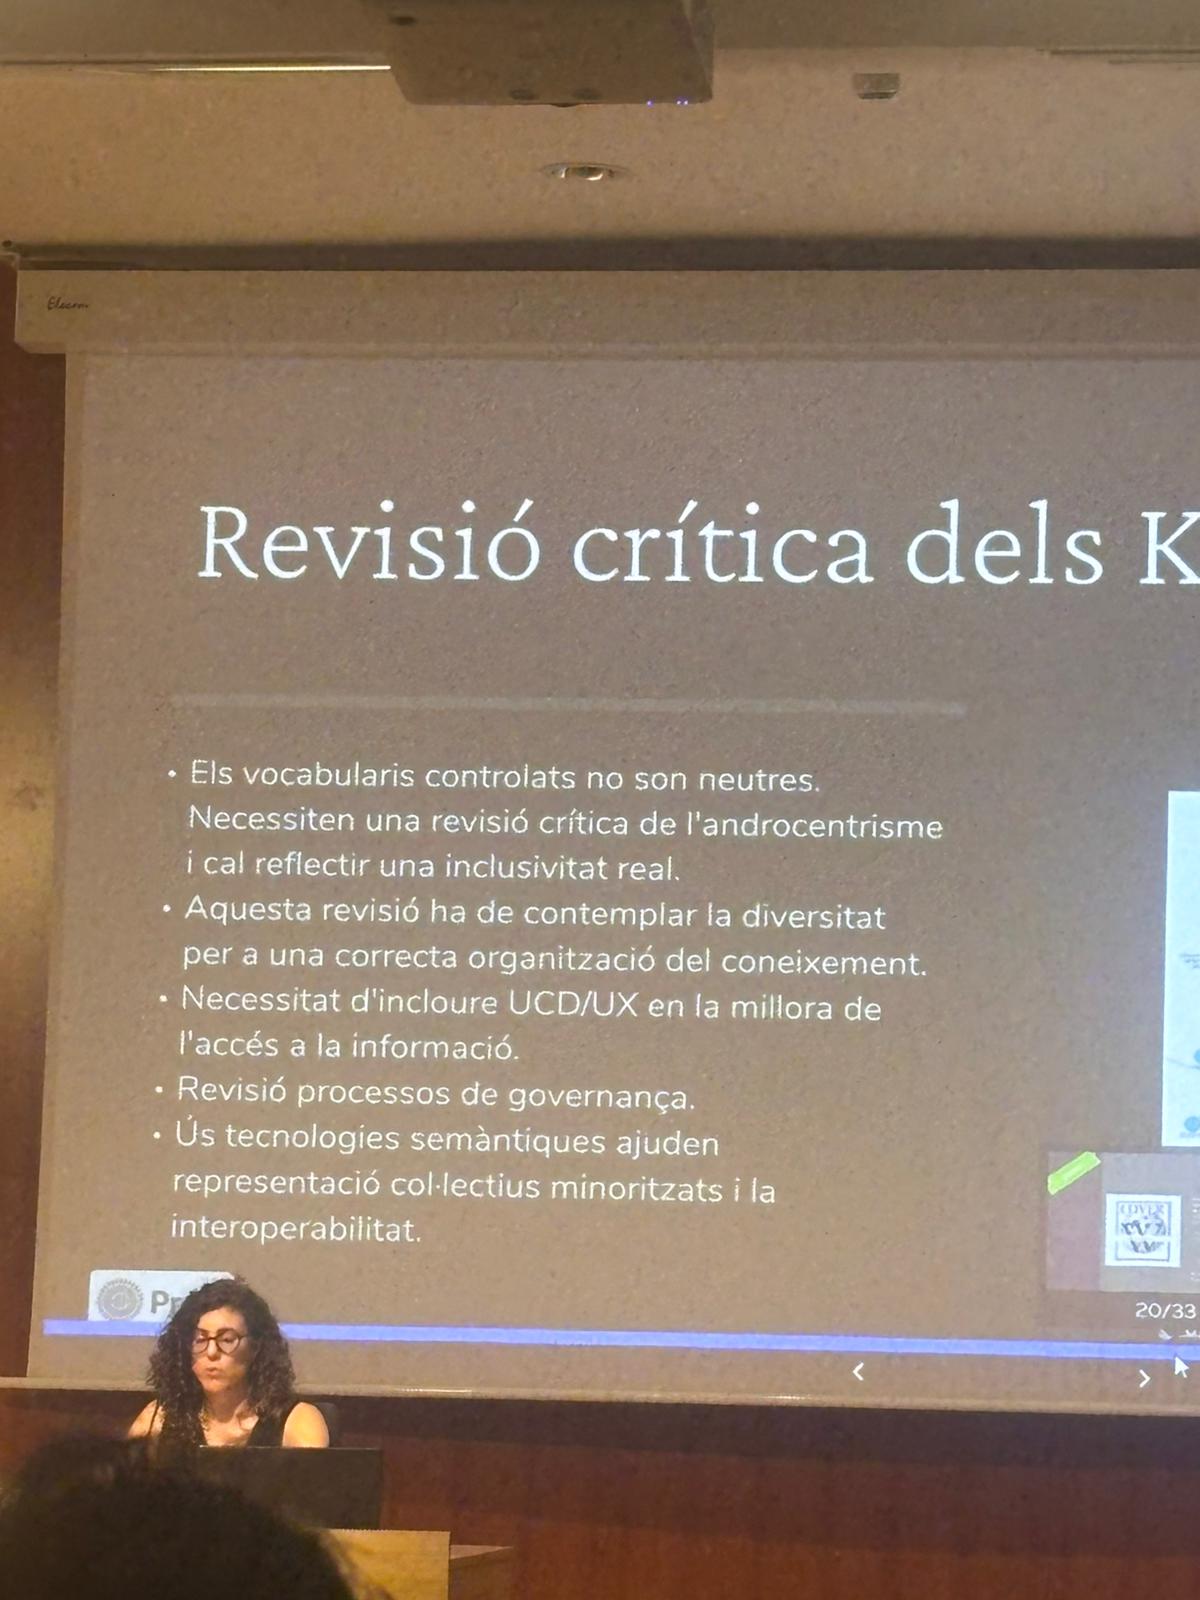 Elecom
Revisió crítica dels K
• Els vocabularis controlats no son neutres.
Necessiten una revisió crítica de l'androcentrisme
i cal reflectir una inclusivitat real.
• Aquesta revisió ha de contemplar la diversitat
per a una correcta organització del coneixement.
• Necessitat d'incloure UCD/UX en la millora de
l'accés a la informació.
• Revisió processos de governança.
• Ús tecnologies semàntiques ajuden
representació col·lectius minoritzats i la
interoperabilitat.
20/33